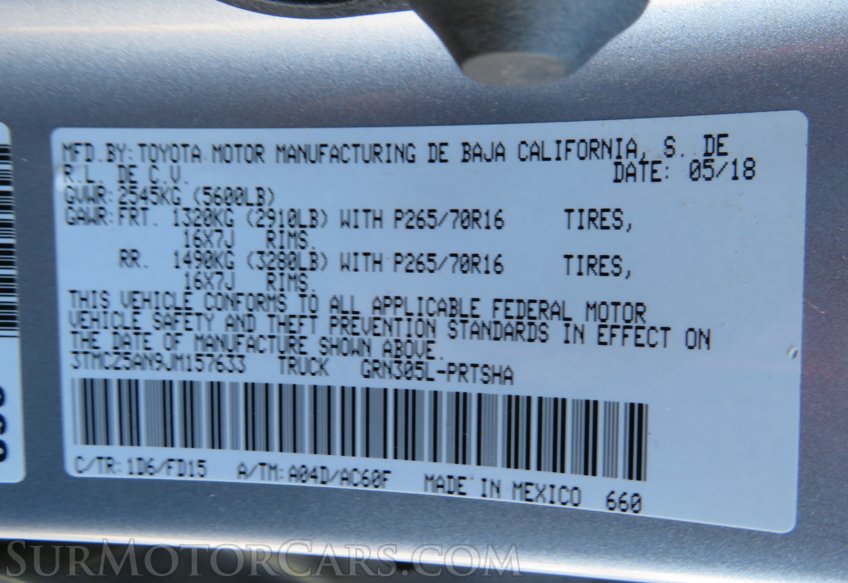 MFD. BY: TOYOTA MOTOR MANUFACTURING DE BAJA CALIFORNIA, S. DE
R.L. DE C.V. DATE: 05/18
GVWR: 2545KG (5600LB)
GAWR: FRT. 1320KG (2910LB) WITH P265/70R16 TIRES,
16X7J RIMS.
RR. 1490KG (3280LB) WITH P265/70R16 TIRES,
16X7J RIMS.
THIS VEHICLE CONFORMS TO ALL APPLICABLE FEDERAL MOTOR
VEHICLE SAFETY AND THEFT PREVENTION STANDARDS IN EFFECT ON
THE DATE OF MANUFACTURE SHOWN ABOVE.
3TMCZ5AN9JM157633 TRUCK GRN305L-PRTSHA
C/TR: 1D6/FD15 A/TM: A04D/AC60F MADE IN MEXICO 660
SURMOTORCARS.COM